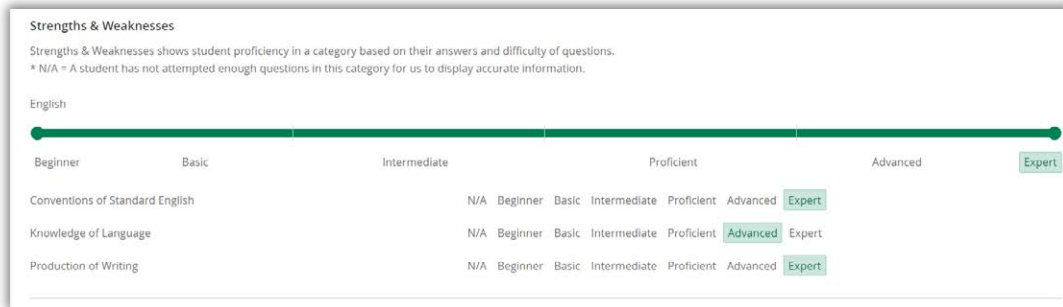 Strengths & Weaknesses
Strengths & Weaknesses shows student proficiency in a category based on their answers and difficulty of questions.
* N/A = A student has not attempted enough questions in this category for us to display accurate information.
English
Beginner Basic Intermediate Proficient Advanced Expert
Conventions of Standard English N/A Beginner Basic Intermediate Proficient Advanced Expert
Knowledge of Language N/A Beginner Basic Intermediate Proficient Advanced Expert
Production of Writing N/A Beginner Basic Intermediate Proficient Advanced Expert